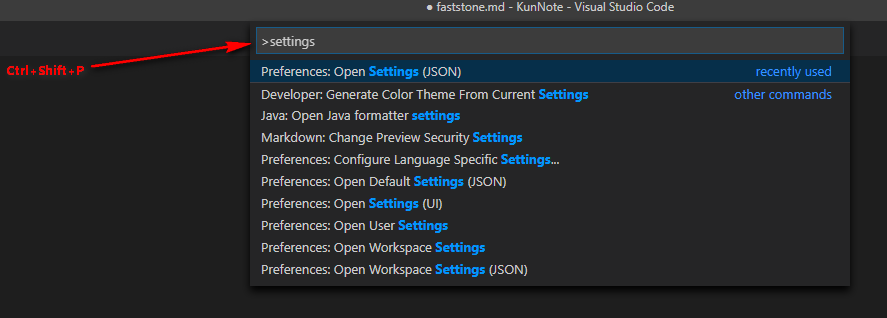 ● faststone.md - KunNote - Visual Studio Code
>settings
Ctrl+Shift+P
Preferences: Open Settings (JSON) recently used
Developer: Generate Color Theme From Current Settings other commands
Java: Open Java formatter settings
Markdown: Change Preview Security Settings
Preferences: Configure Language Specific Settings...
Preferences: Open Default Settings (JSON)
Preferences: Open Settings (UI)
Preferences: Open User Settings
Preferences: Open Workspace Settings
Preferences: Open Workspace Settings (JSON)